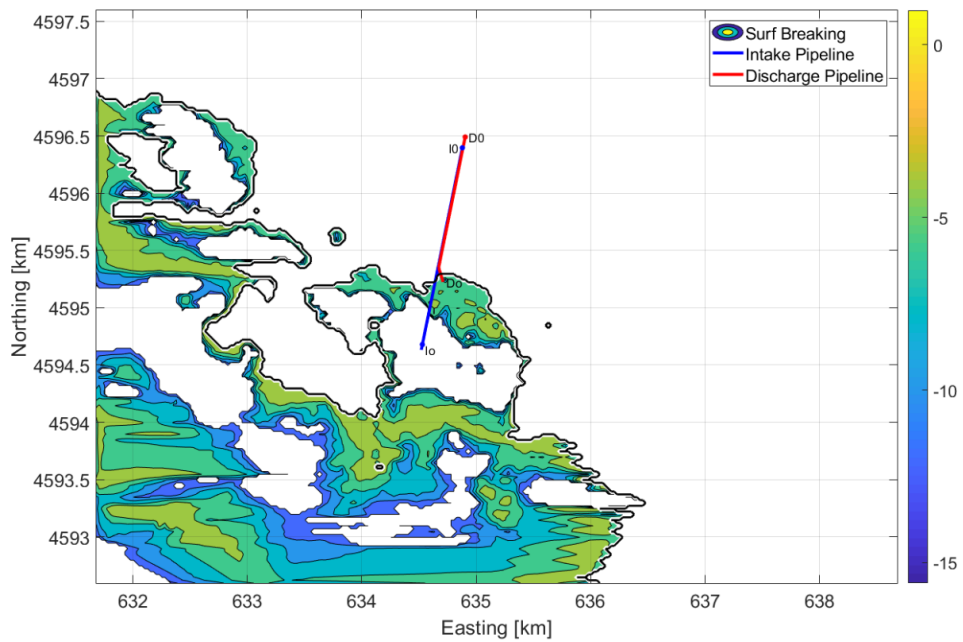 4597.5
4597
4596.5
4596
4595.5
4595
4594.5
4594
4593.5
4593
Northing [km]
632
633
634
635
636
637
638
Easting [km]
Surf Breaking
Intake Pipeline
Discharge Pipeline
D0
I0
Do
Io
0
-5
-10
-15